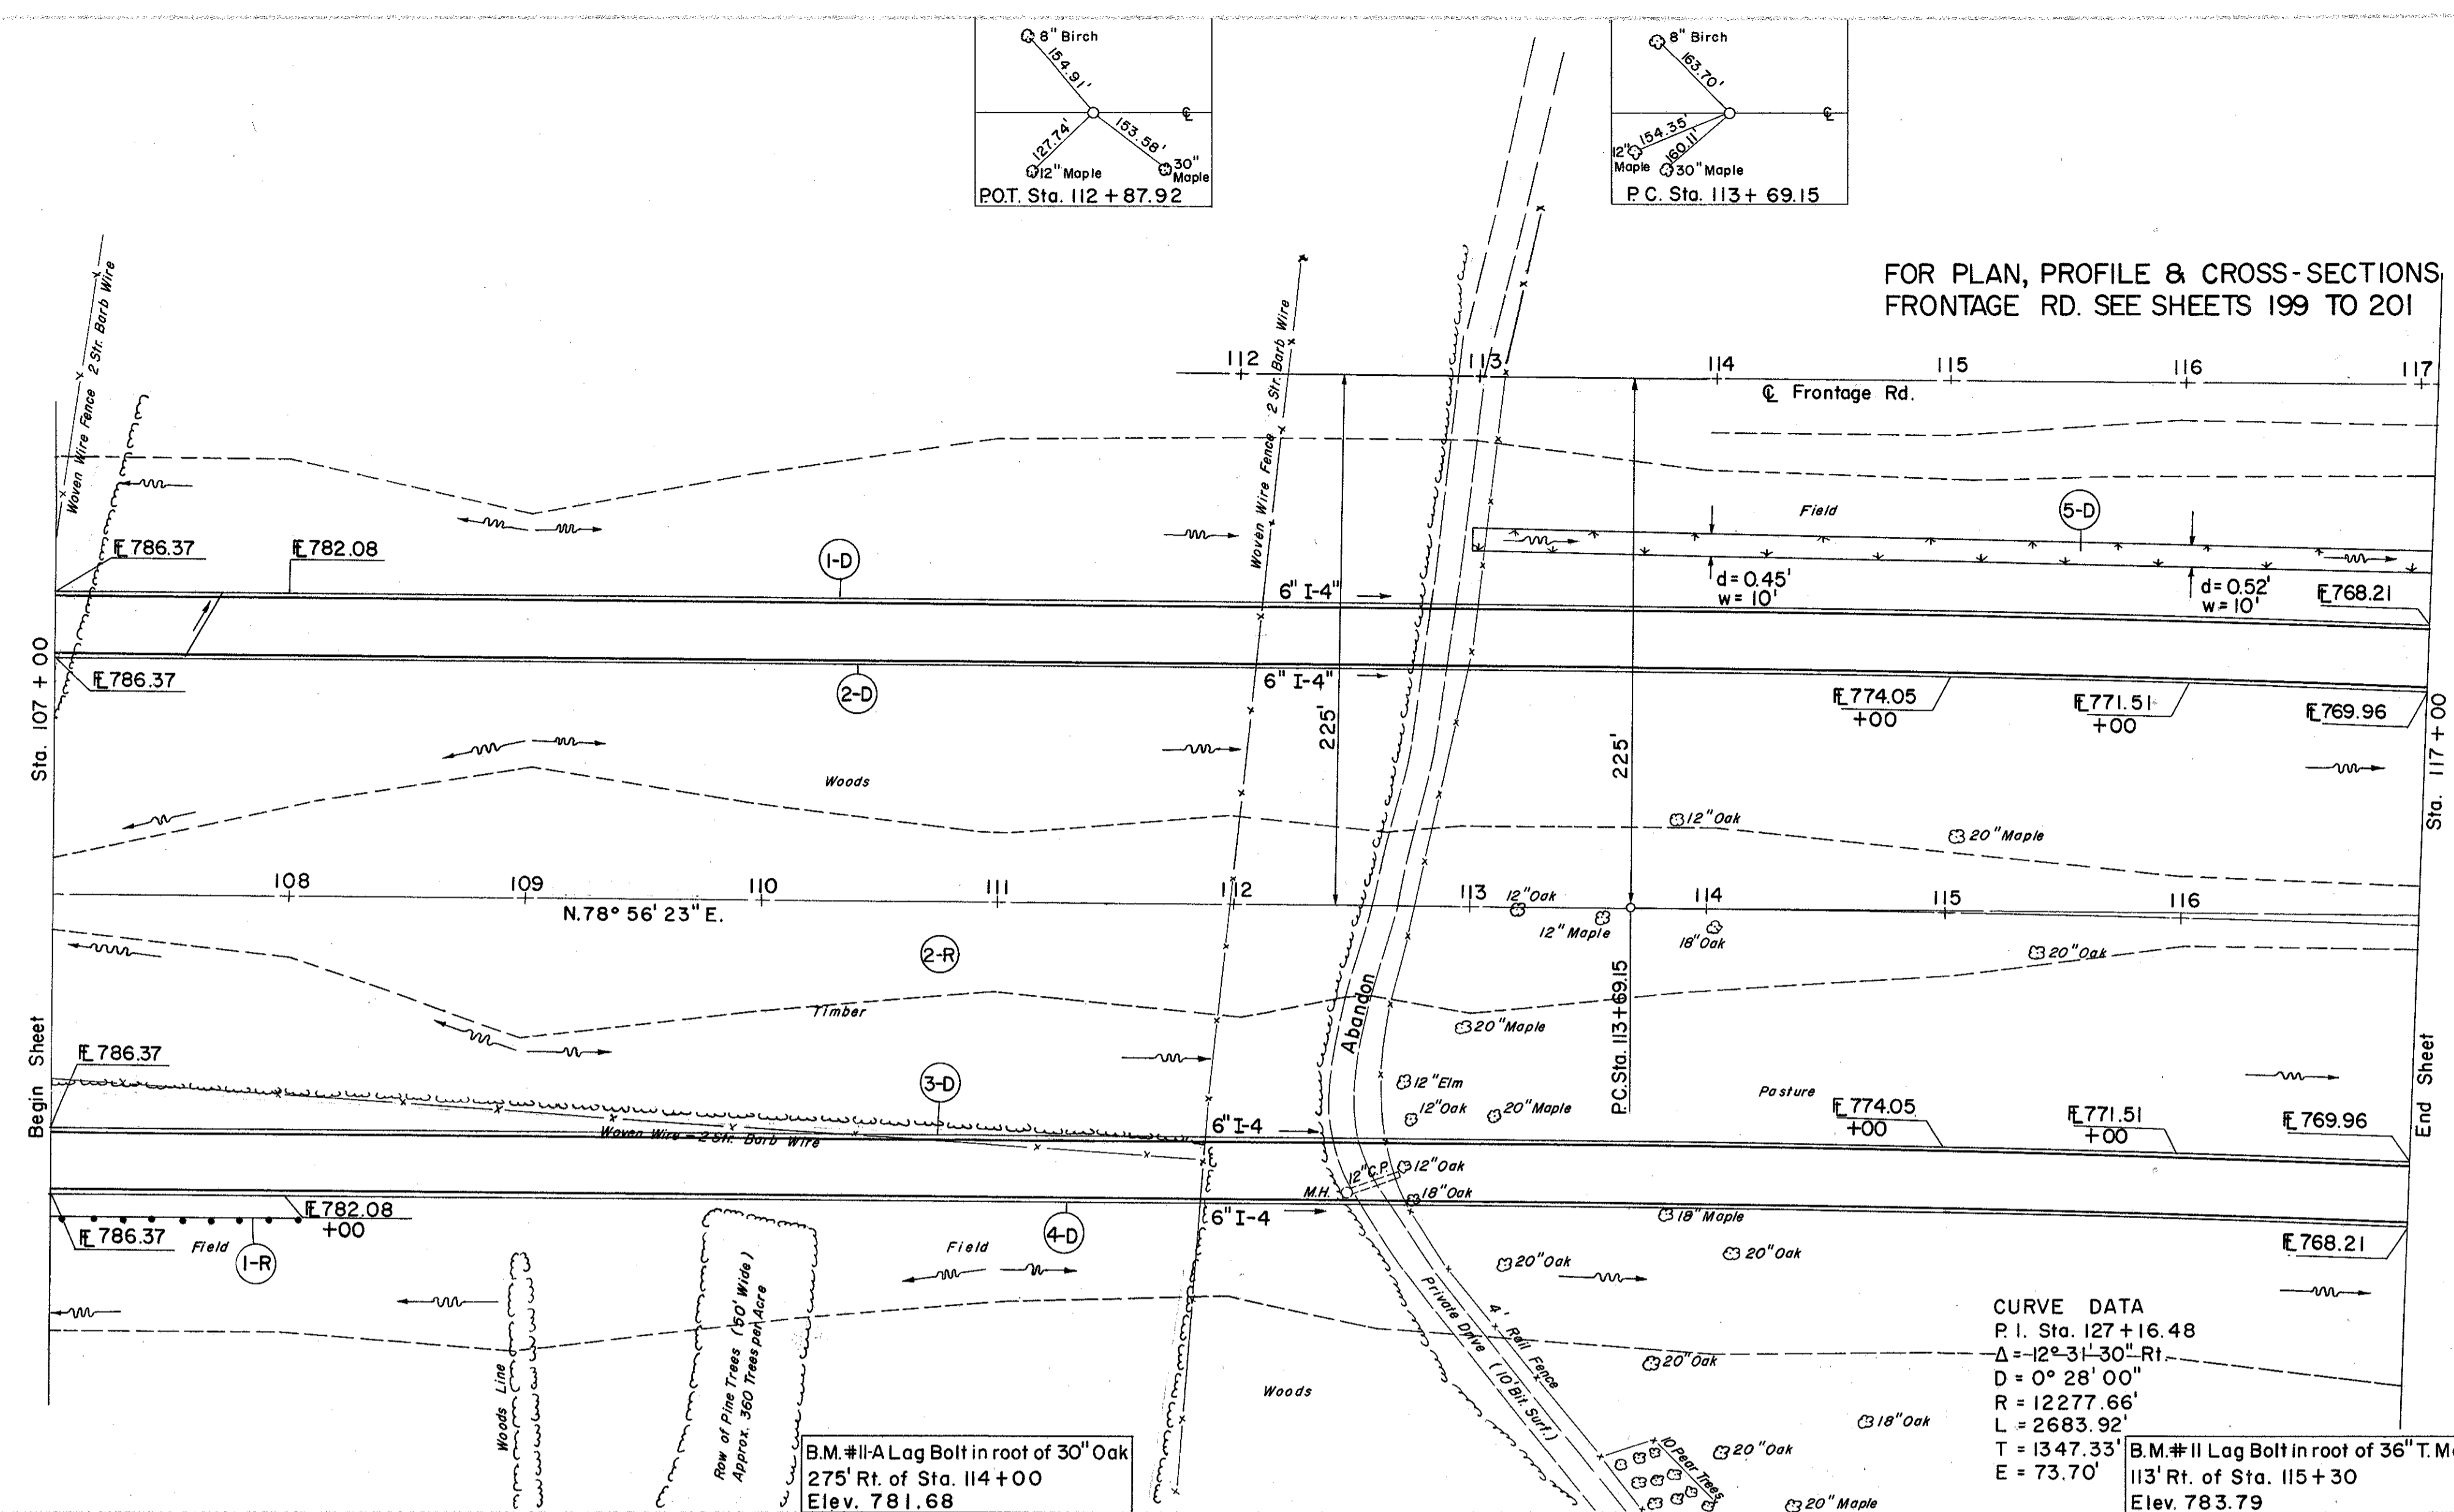 8" Birch
154.91'
℄
127.74'
153.58'
12" Maple
30"
Maple
P.O.T. Sta. 112 + 87.92
8" Birch
163.70'
℄
154.35'
160.11'
12"
Maple
30" Maple
P.C. Sta. 113 + 69.15
FOR PLAN, PROFILE & CROSS-SECTIONS
FRONTAGE RD. SEE SHEETS 199 TO 201
Woven Wire Fence 2 Str. Barb Wire
Woven Wire Fence 2 Str. Barb Wire
112
113
114
115
116
117
℄ Frontage Rd.
Field
5-D
FL 786.37
FL 782.08
1-D
6" I-4"
d = 0.45'
w = 10'
d = 0.52'
w = 10'
FL 768.21
FL 786.37
2-D
6" I-4"
225'
225'
FL 774.05
+00
FL 771.51
+00
FL 769.96
Sta. 107 + 00
Sta. 117 + 00
Woods
12" Oak
20" Maple
108
109
110
111
112
113
114
115
116
N. 78° 56' 23" E.
12" Oak
12" Maple
18" Oak
2-R
20" Oak
Abandon
P.C. Sta. 113+69.15
Timber
20" Maple
Begin Sheet
End Sheet
FL 786.37
3-D
12" Elm
12" Oak
20" Maple
Pasture
FL 774.05
+00
FL 771.51
+00
FL 769.96
Woven Wire - 2 Str. Barb Wire
6" I-4
12" C.P.
12" Oak
M.H.
18" Oak
18" Maple
FL 786.37
FL 782.08
+00
Field
1-R
Field
4-D
6" I-4
20" Oak
20" Oak
FL 768.21
Woods Line
Row of Pine Trees (50' Wide)
Approx. 360 Trees per Acre
Private Drive (10' Bit. Surf.)
4' Rail Fence
20" Oak
Woods
18" Oak
20" Oak
10 Pear Trees
20" Maple
CURVE DATA
P.I. Sta. 127 + 16.48
Δ = 12° 31' 30" Rt.
D = 0° 28' 00"
R = 12277.66'
L = 2683.92'
T = 1347.33'
E = 73.70'
B.M. #11-A Lag Bolt in root of 30" Oak
275' Rt. of Sta. 114+00
Elev. 781.68
B.M. # 11 Lag Bolt in root of 36" T.
113' Rt. of Sta. 115+30
Elev. 783.79